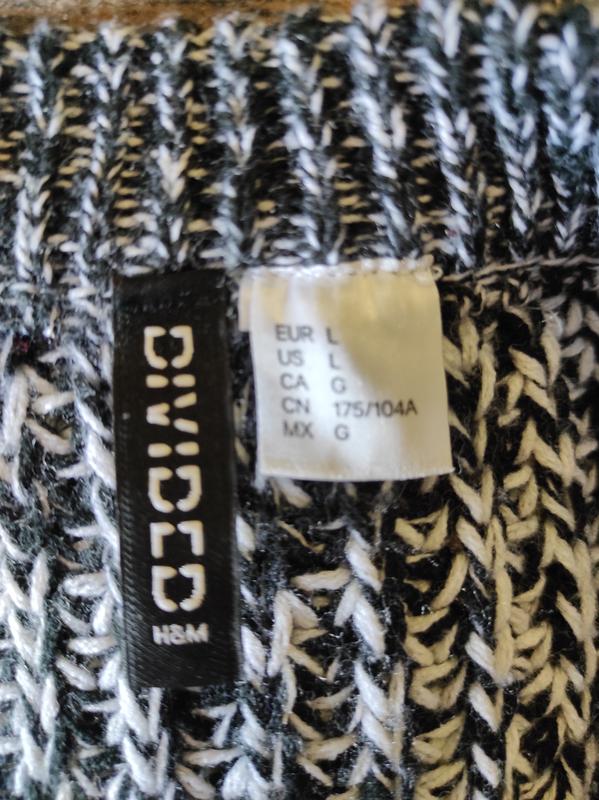 DIVIDED
H&M
EUR L
US L
CA G
CN 175/104A
MX G